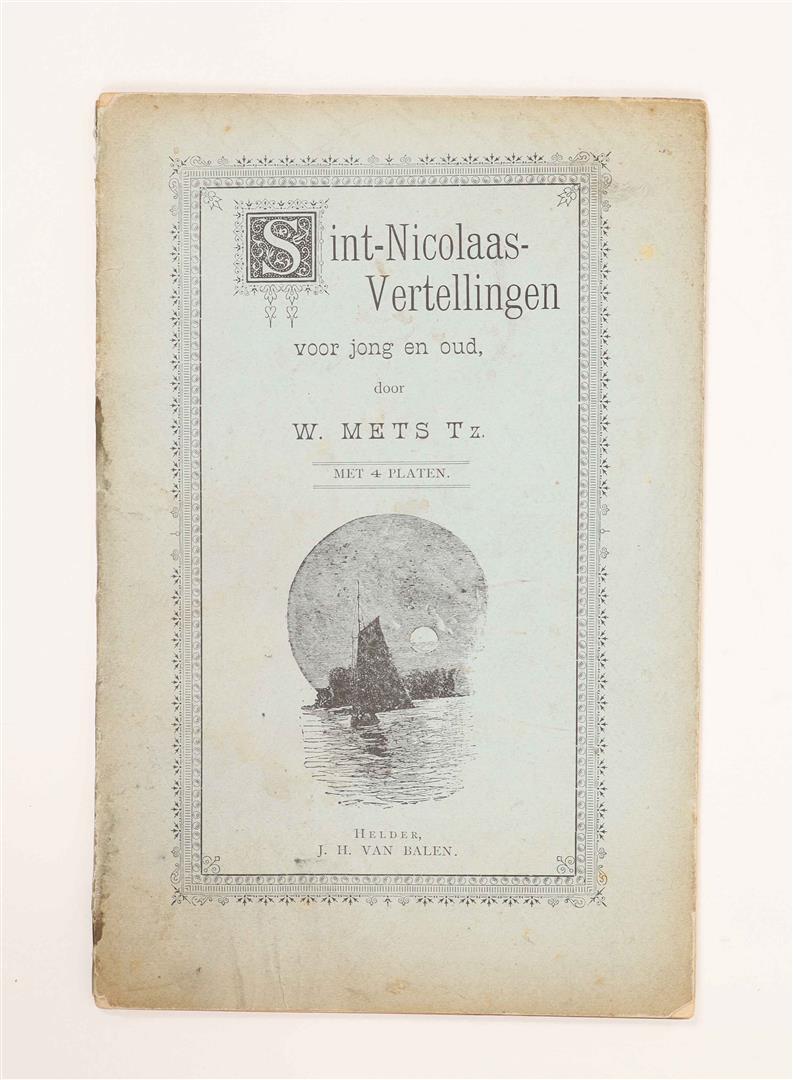 Sint-Nicolaas-
Vertellingen
voor jong en oud,
door
W. METS Tz.
MET 4 PLATEN.
HELDER,
J. H. VAN BALEN.